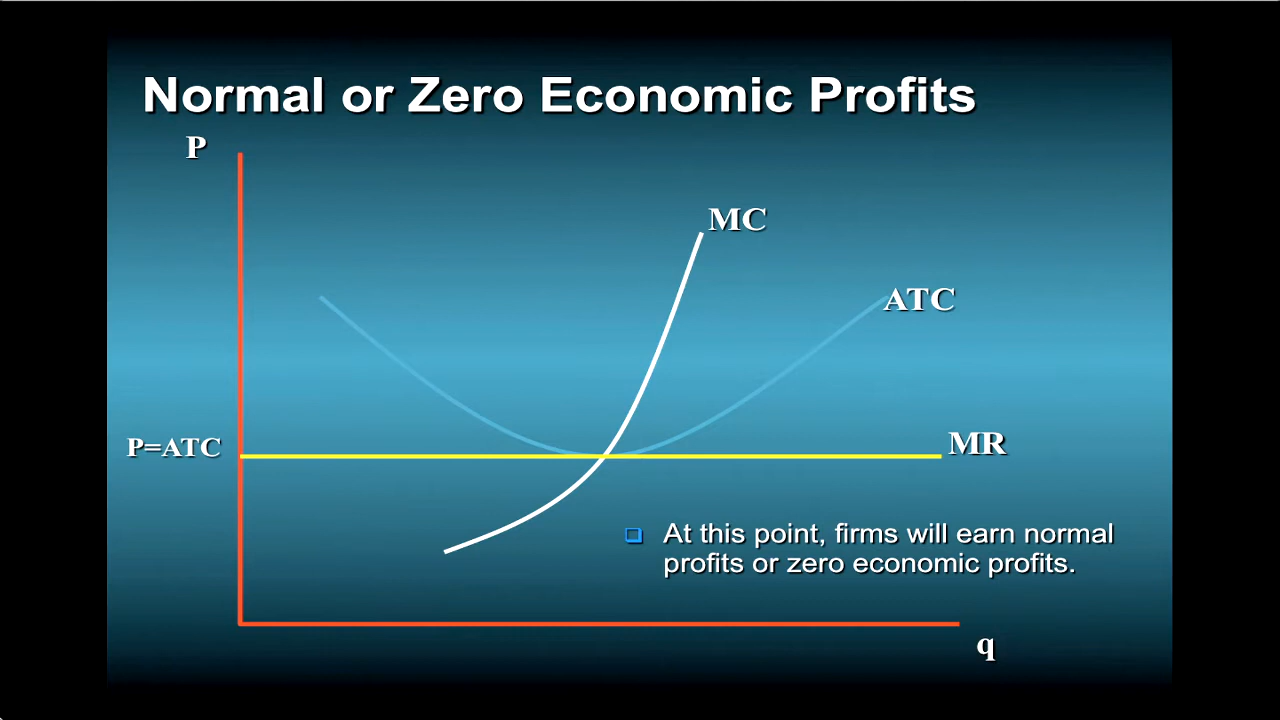 Normal or Zero Economic Profits
P
MC
ATC
P=ATC
MR
At this point, firms will earn normal
profits or zero economic profits.
q